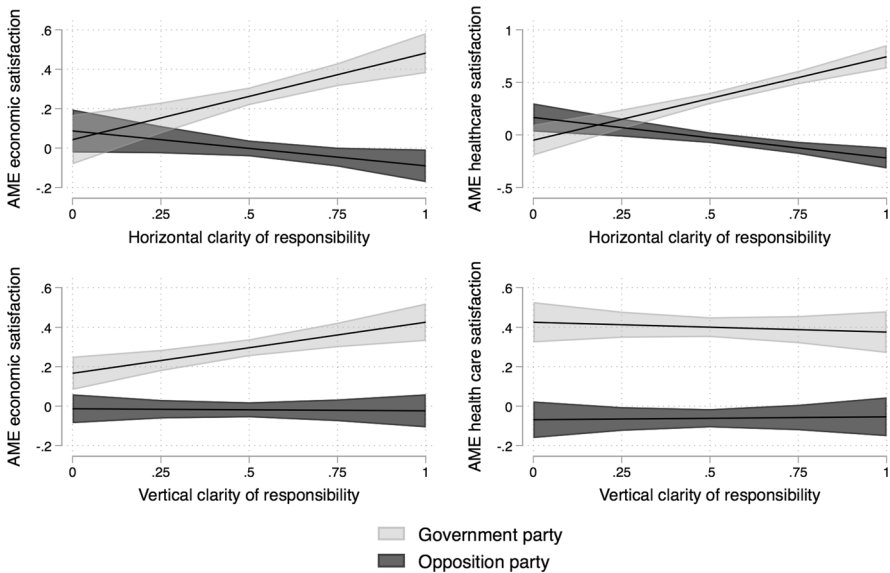 AME economic satisfaction
.6
.4
.2
0
-.2
0 .25 .5 .75 1
Horizontal clarity of responsibility
AME healthcare satisfaction
1
.5
0
-.5
0 .25 .5 .75 1
Horizontal clarity of responsibility
AME economic satisfaction
.6
.4
.2
0
-.2
0 .25 .5 .75 1
Vertical clarity of responsibility
AME health care satisfaction
.6
.4
.2
0
-.2
0 .25 .5 .75 1
Vertical clarity of responsibility
Government party
Opposition party